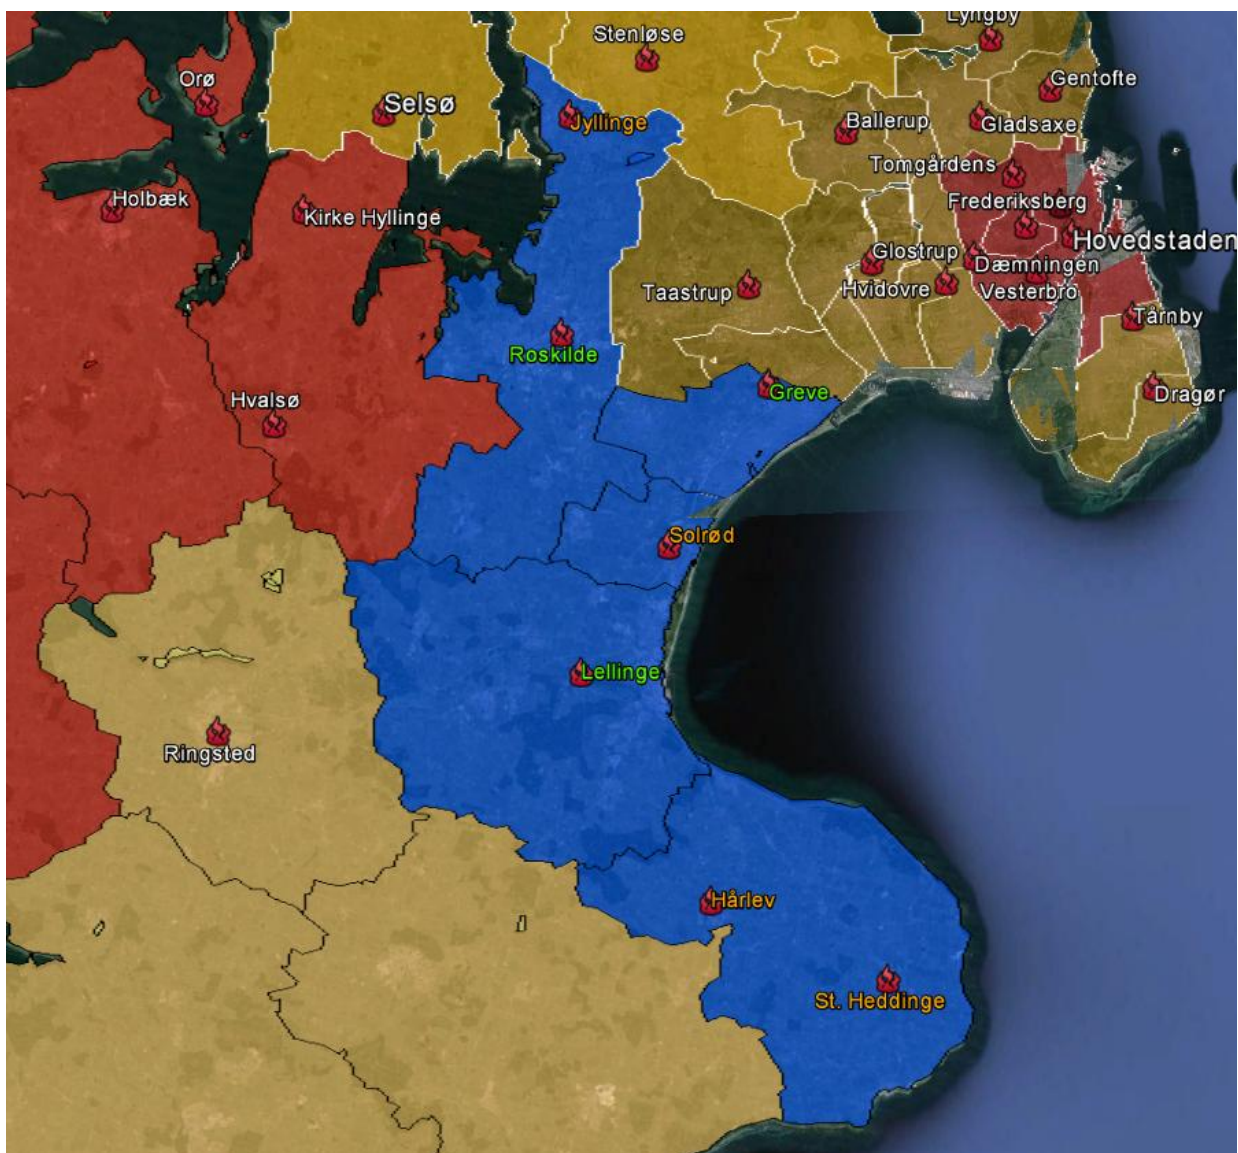 Lyngby
Stenløse
Gentofte
Orø
Selsø
Jyllinge
Ballerup
Gladsaxe
Tomgårdens
Holbæk
Kirke Hyllinge
Frederiksberg
Hovedstaden
Glostrup
Dæmningen
Taastrup
Hvidovre
Vesterbro
Tårnby
Roskilde
Greve
Dragør
Hvalsø
Solrød
Lellinge
Ringsted
Hårlev
St. Heddinge